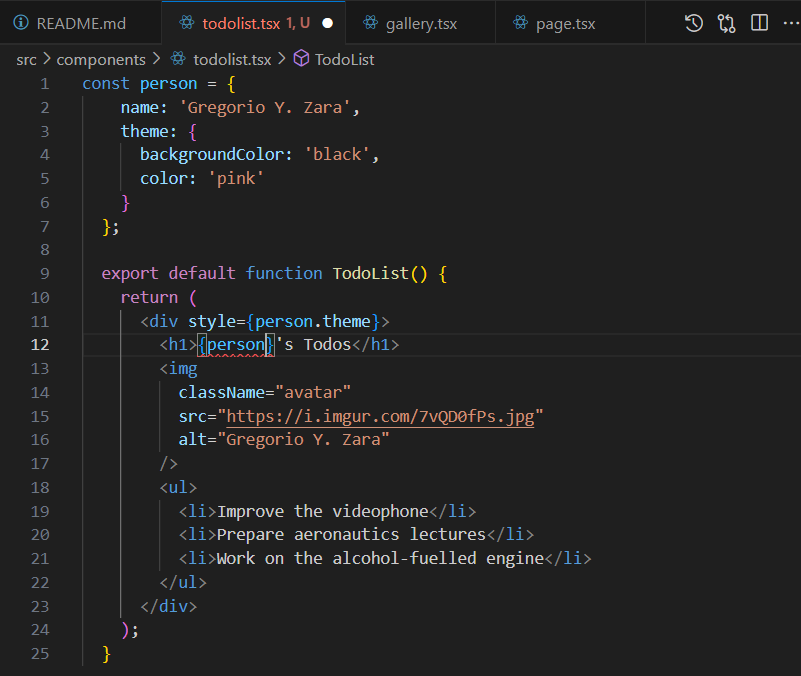 README.md todolist.tsx 1, U gallery.tsx page.tsx
src > components > todolist.tsx > TodoList
1 const person = {
2 name: 'Gregorio Y. Zara',
3 theme: {
4 backgroundColor: 'black',
5 color: 'pink'
6 }
7 };
8
9 export default function TodoList() {
10 return (
11 <div style={person.theme}>
12 <h1>{person}'s Todos</h1>
13 <img
14 className="avatar"
15 src="https://i.imgur.com/7vQD0fPs.jpg"
16 alt="Gregorio Y. Zara"
17 />
18 <ul>
19 <li>Improve the videophone</li>
20 <li>Prepare aeronautics lectures</li>
21 <li>Work on the alcohol-fuelled engine</li>
22 </ul>
23 </div>
24 );
25 }